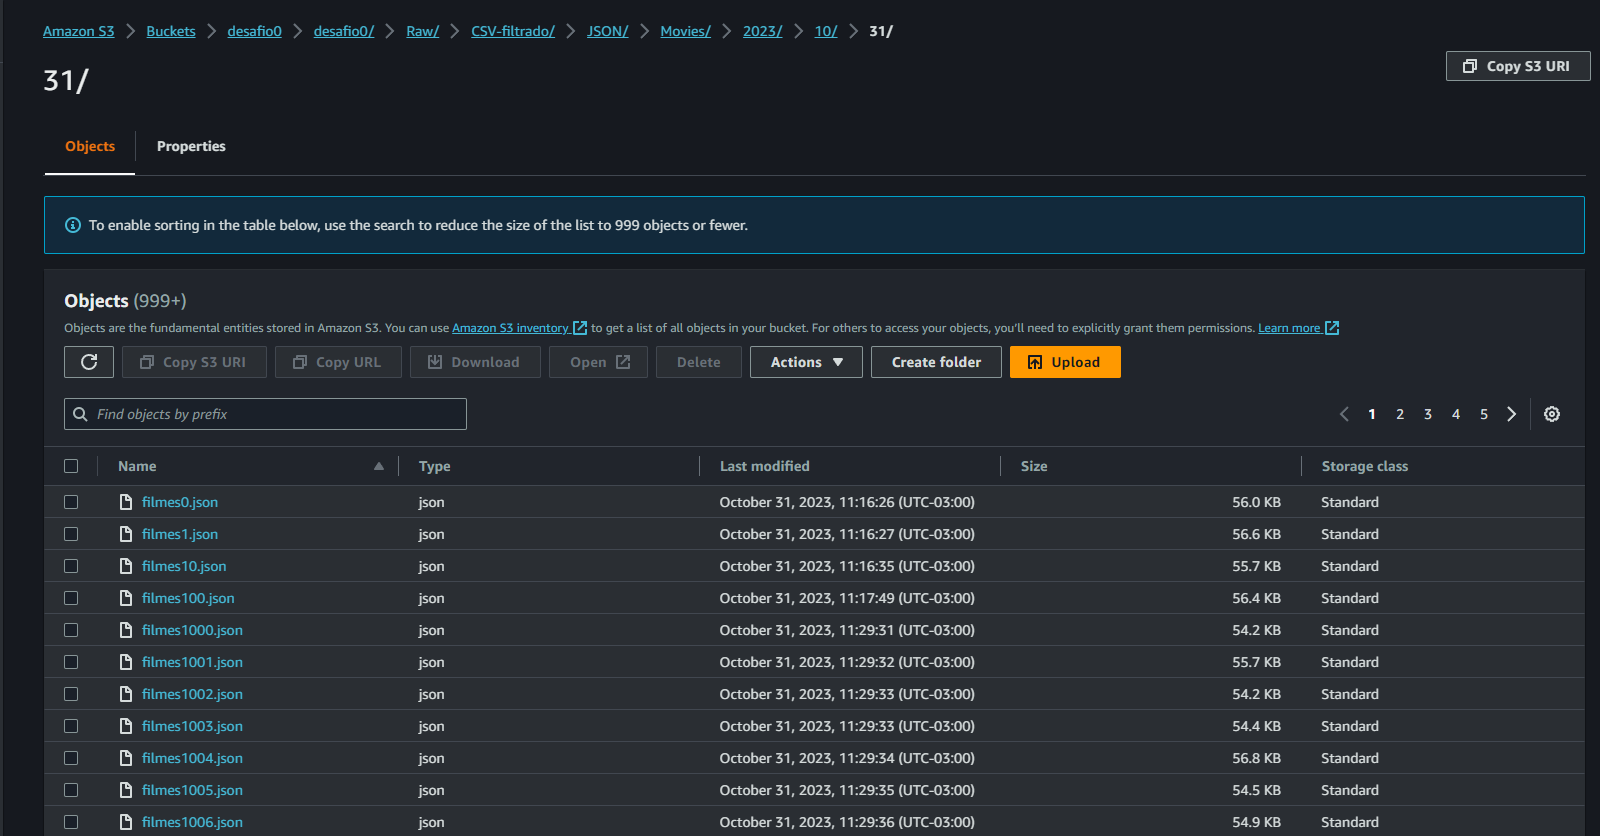 Amazon S3 > Buckets > desafio0 > desafio0/ > Raw/ > CSV-filtrado/ > JSON/ > Movies/ > 2023/ > 10/ > 31/
31/
Copy S3 URI
Objects Properties
To enable sorting in the table below, use the search to reduce the size of the list to 999 objects or fewer.
Objects (999+)
Objects are the fundamental entities stored in Amazon S3. You can use Amazon S3 inventory to get a list of all objects in your bucket. For others to access your objects, you'll need to explicitly grant them permissions. Learn more
Copy S3 URI Copy URL Download Open Delete Actions Create folder Upload
Find objects by prefix
1 2 3 4 5
Name Type Last modified Size Storage class
filmes0.json json October 31, 2023, 11:16:26 (UTC-03:00) 56.0 KB Standard
filmes1.json json October 31, 2023, 11:16:27 (UTC-03:00) 56.6 KB Standard
filmes10.json json October 31, 2023, 11:16:35 (UTC-03:00) 55.7 KB Standard
filmes100.json json October 31, 2023, 11:17:49 (UTC-03:00) 56.4 KB Standard
filmes1000.json json October 31, 2023, 11:29:31 (UTC-03:00) 54.2 KB Standard
filmes1001.json json October 31, 2023, 11:29:32 (UTC-03:00) 55.7 KB Standard
filmes1002.json json October 31, 2023, 11:29:33 (UTC-03:00) 54.2 KB Standard
filmes1003.json json October 31, 2023, 11:29:33 (UTC-03:00) 54.4 KB Standard
filmes1004.json json October 31, 2023, 11:29:34 (UTC-03:00) 56.8 KB Standard
filmes1005.json json October 31, 2023, 11:29:35 (UTC-03:00) 54.5 KB Standard
filmes1006.json json October 31, 2023, 11:29:36 (UTC-03:00) 54.9 KB Standard